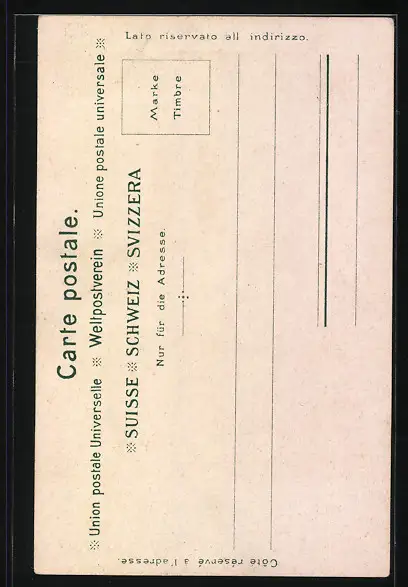 Carte postale.
※ Union postale Universelle ※ Weltpostverein ※ Unione postale universale ※
※ SUISSE ※ SCHWEIZ ※ SVIZZERA
Nur für die Adresse.
Marke
Timbre
Côté réservé à l'adresse.
Lato riservato all indirizzo.